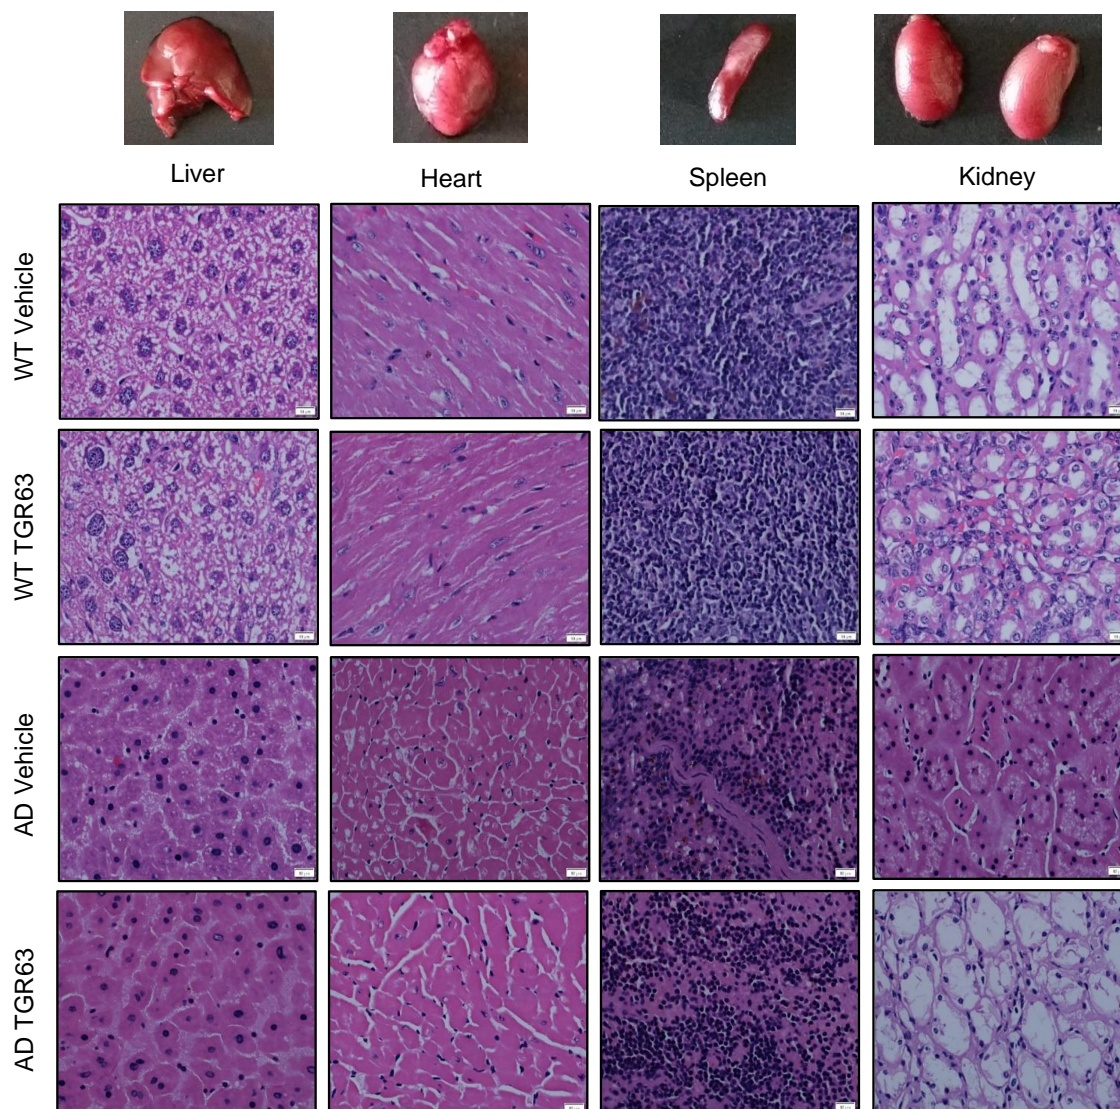 Liver
Heart
Spleen
Kidney
WT Vehicle
WT TGR63
AD Vehicle
AD TGR63